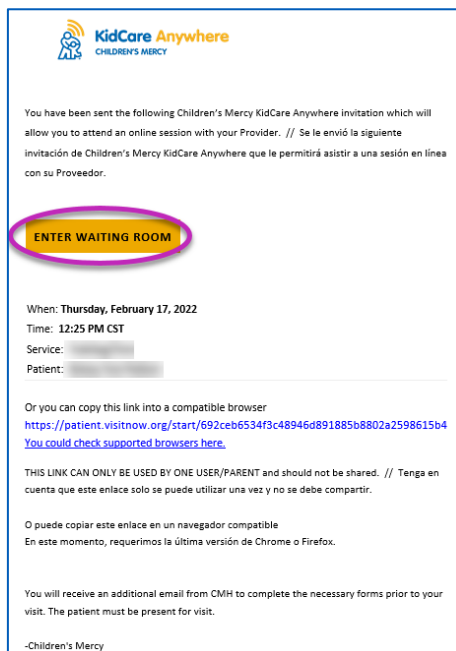 KidCare Anywhere
CHILDREN'S MERCY
You have been sent the following Children's Mercy KidCare Anywhere invitation which will
allow you to attend an online session with your Provider. // Se le envió la siguiente
invitación de Children's Mercy KidCare Anywhere que le permitirá asistir a una sesión en línea
con su Proveedor.
ENTER WAITING ROOM
When: Thursday, February 17, 2022
Time: 12:25 PM CST
Service:
Patient:
Or you can copy this link into a compatible browser
https://patient.visitnow.org/start/692ceb6534f3c48946d891885b8802a2598615b4
You could check supported browsers here.
THIS LINK CAN ONLY BE USED BY ONE USER/PARENT and should not be shared. // Tenga en
cuenta que este enlace solo se puede utilizar una vez y no se debe compartir.
O puede copiar este enlace en un navegador compatible
En este momento, requerimos la última versión de Chrome o Firefox.
You will receive an additional email from CMH to complete the necessary forms prior to your
visit. The patient must be present for visit.
-Children's Mercy